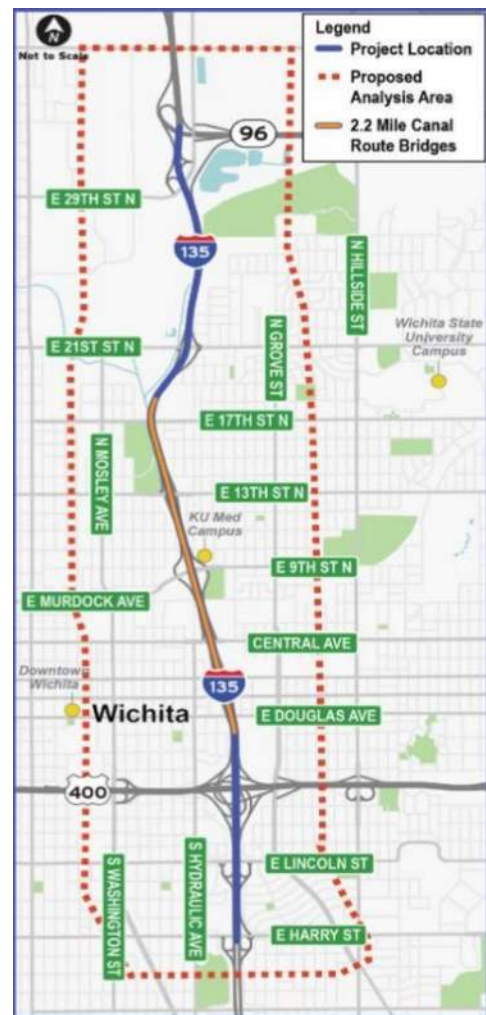 Not to Scale
Legend
Project Location
Proposed
Analysis Area
2.2 Mile Canal
Route Bridges
96
E 29TH ST N
135
N HILLSIDE ST
Wichita State
University
Campus
E 21ST ST N
N GROVE ST
E 17TH ST N
N MOSLEY AVE
E 13TH ST N
KU Med
Campus
E 9TH ST N
E MURDOCK AVE
CENTRAL AVE
Downtown
Wichita
135
Wichita
E DOUGLAS AVE
400
S WASHINGTON ST
S HYDRAULIC AVE
E LINCOLN ST
E HARRY ST